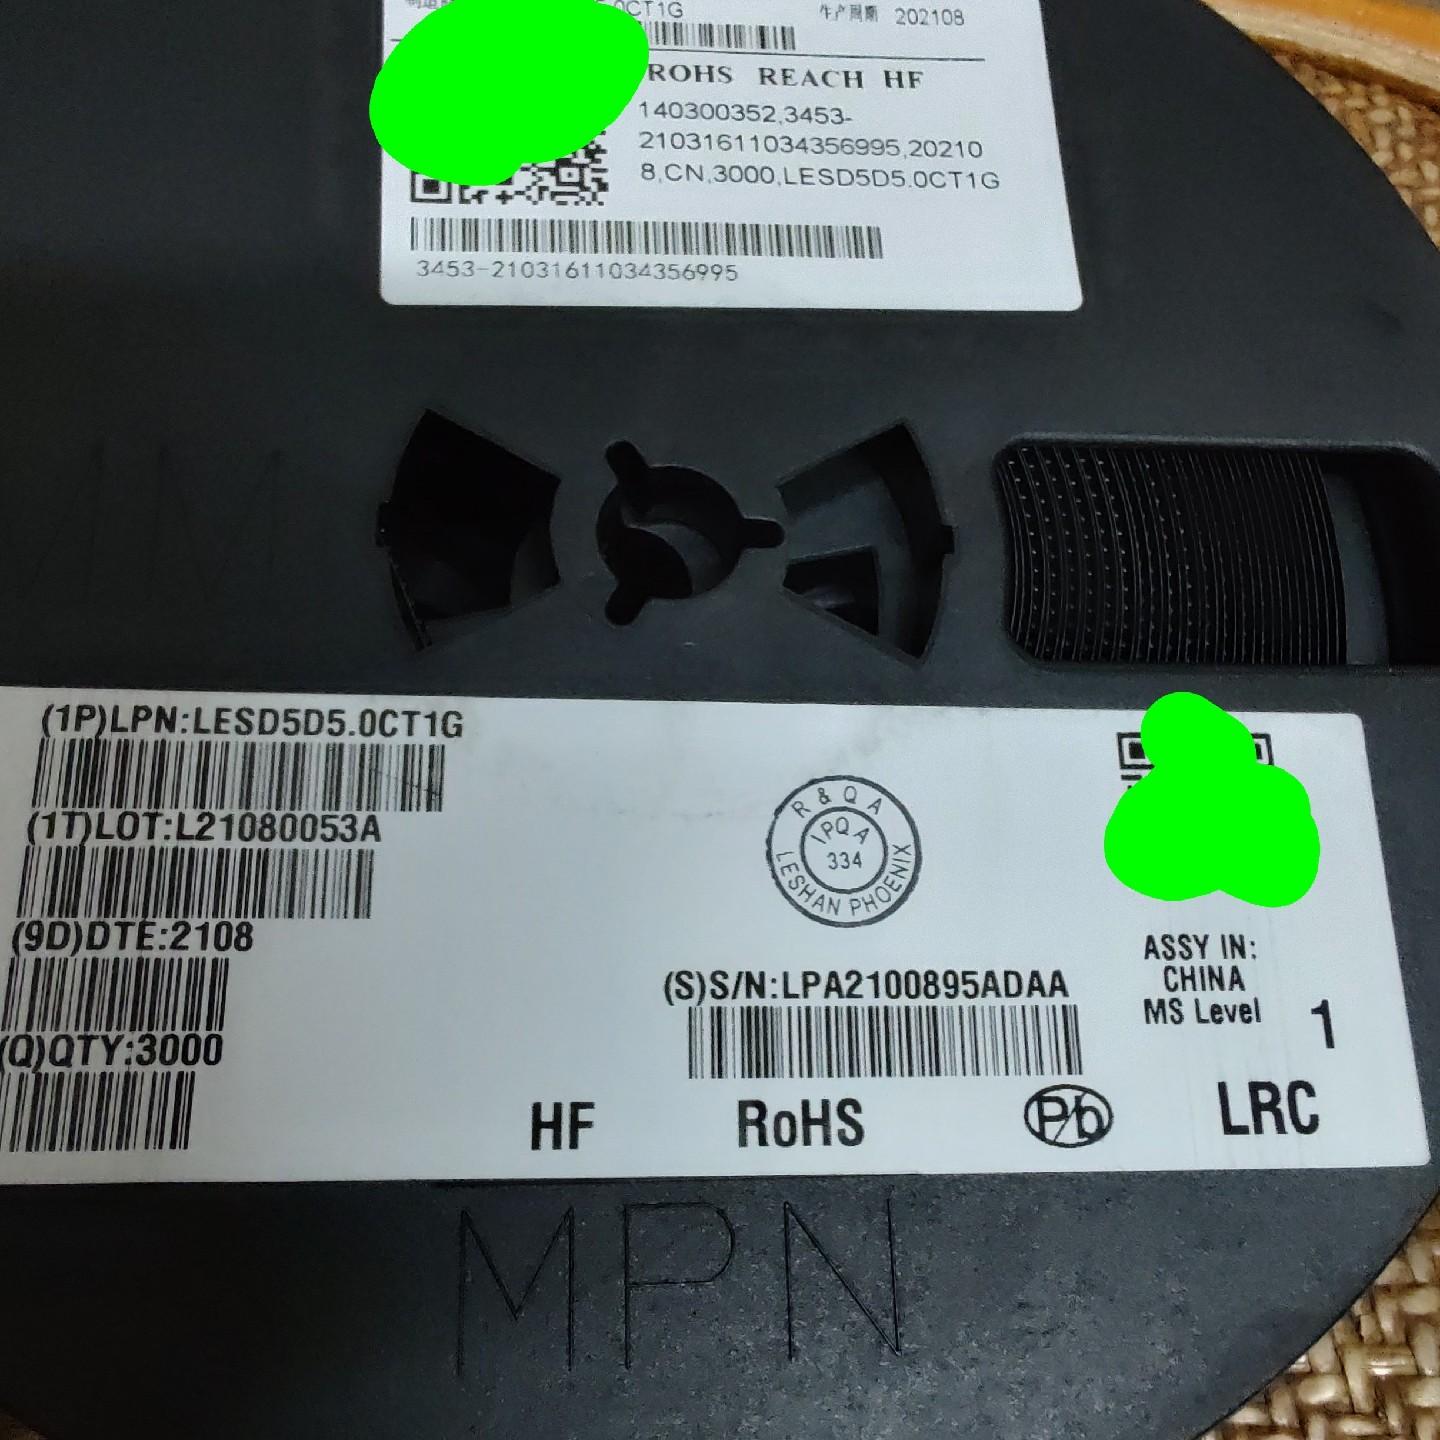 .0CT1G
生产周期 202108
ROHS REACH HF
140300352,3453-
21031611034356995,20210
8,CN,3000,LESD5D5.0CT1G
3453-21031611034356995
(1P)LPN:LESD5D5.0CT1G
(1T)LOT:L21080053A
(9D)DTE:2108
(Q)QTY:3000
R & Q A
IPQA
334
LESHAN PHOENIX
(S)S/N:LPA2100895ADAA
ASSY IN:
CHINA
MS Level 1
HF RoHS Pb LRC
MPN